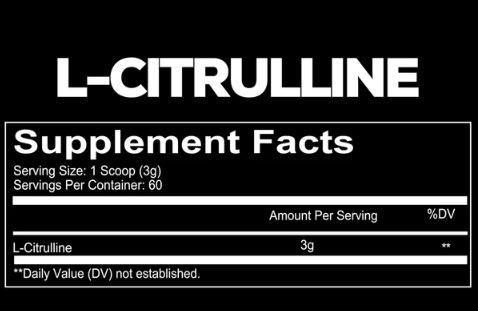 L-CITRULLINE
Supplement Facts
Serving Size: 1 Scoop (3g)
Servings Per Container: 60
Amount Per Serving %DV
L-Citrulline 3g **
**Daily Value (DV) not established.